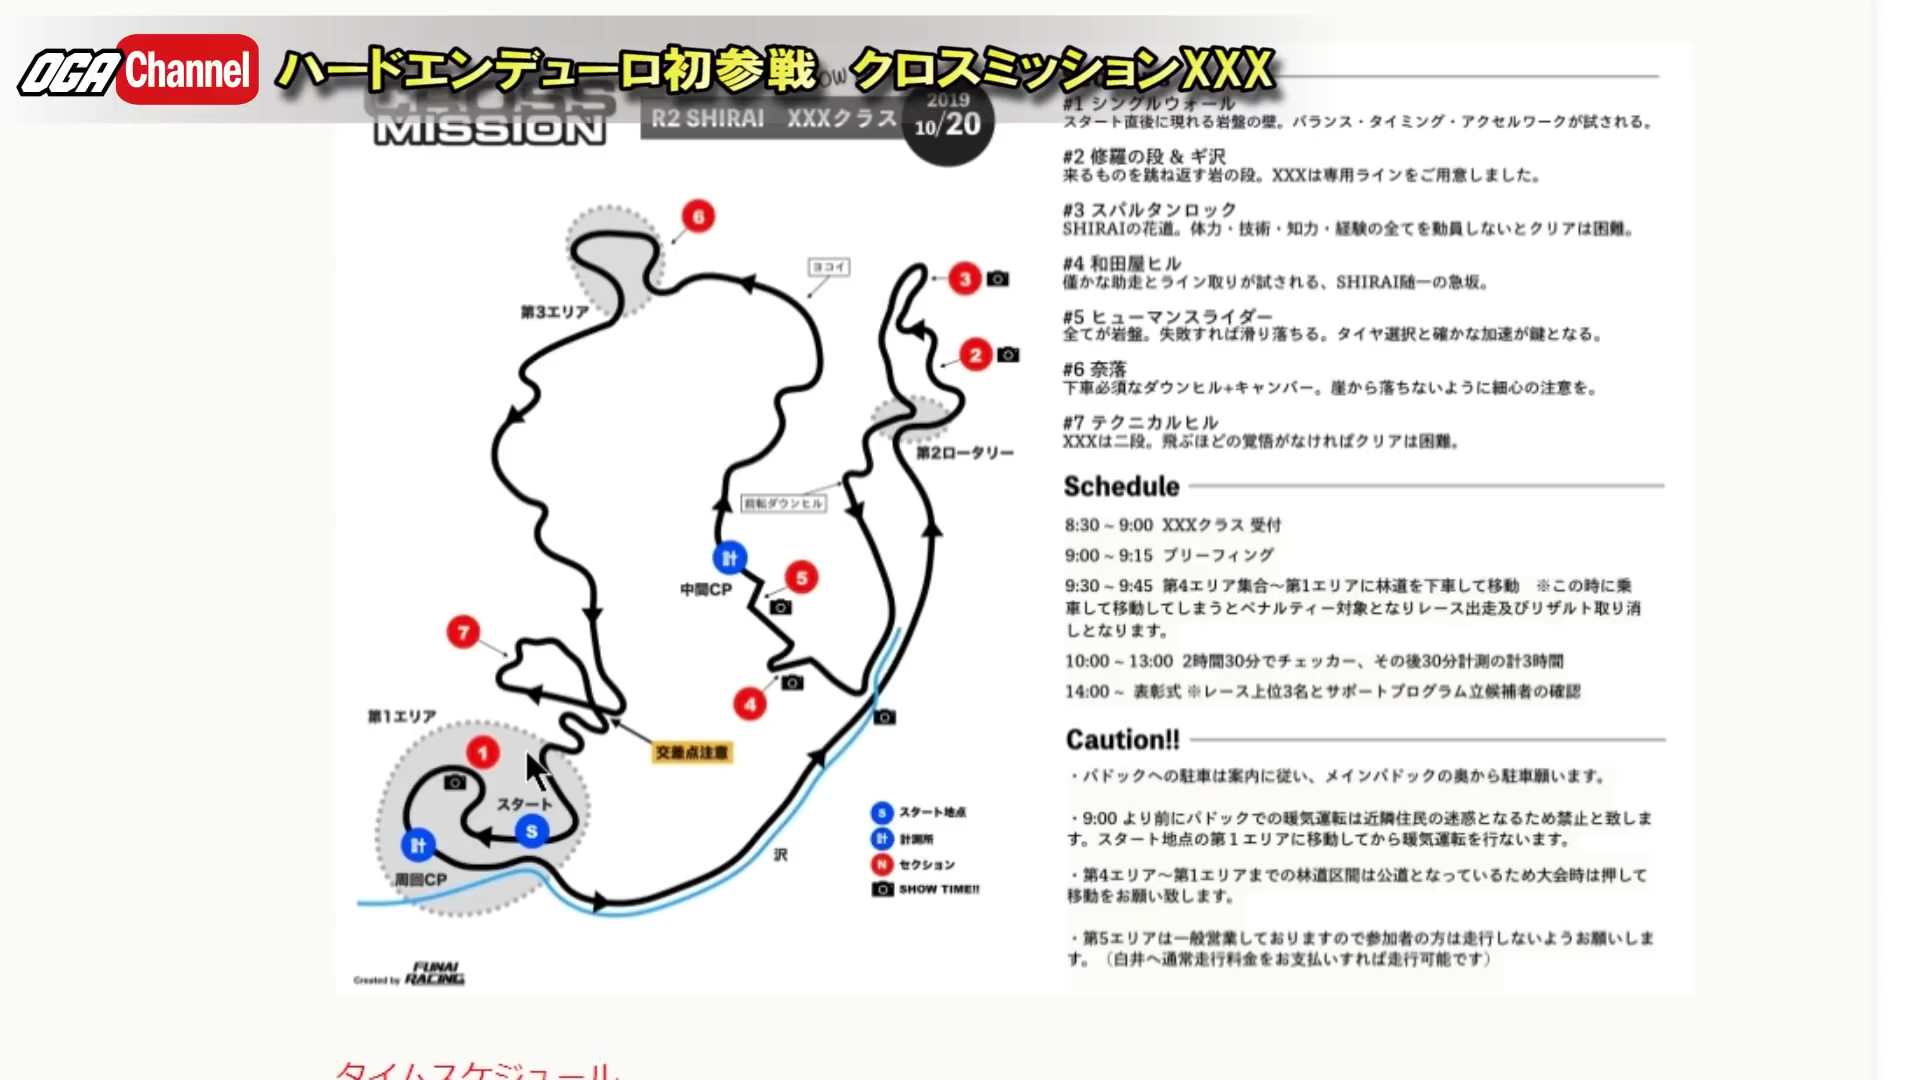 OGA Channel ハードエンデューロ初参戦 クロスミッションXXX
CROSS
MISSION
R2 SHIRAI XXXクラス
2019
10/20
#1 シングルウォール
スタート直後に現れる岩盤の壁。バランス・タイミング・アクセルワークが試される。
#2 修羅の段 & ギ沢
来るものを跳ね返す岩の段。XXXは専用ラインをご用意しました。
#3 スパルタンロック
SHIRAIの花道。体力・技術・知力・経験の全てを動員しないとクリアは困難。
#4 和田屋ヒル
僅かな助走とライン取りが試される、SHIRAI随一の急坂。
#5 ヒューマンスライダー
全てが岩盤。失敗すれば滑り落ちる。タイヤ選択と確かな加速が鍵となる。
#6 奈落
下車必須なダウンヒル+キャンバー。崖から落ちないように細心の注意を。
#7 テクニカルヒル
XXXは二段。飛ぶほどの覚悟がなければクリアは困難。
Schedule
8:30 ~ 9:00 XXXクラス 受付
9:00 ~ 9:15 ブリーフィング
9:30 ~ 9:45 第4エリア集合〜第1エリアに林道を下車して移動 ※この時に乗
車して移動してしまうとペナルティー対象となりレース出走及びリザルト取り消
しとなります。
10:00 ~ 13:00 2時間30分でチェッカー、その後30分計測の計3時間
14:00 ~ 表彰式 ※レース上位3名とサポートプログラム立候補者の確認
Caution!!
・パドックへの駐車は案内に従い、メインパドックの奥から駐車願います。
・9:00 より前にパドックでの暖気運転は近隣住民の迷惑となるため禁止と致しま
す。スタート地点の第1エリアに移動してから暖気運転を行ないます。
・第4エリア〜第1エリアまでの林道区間は公道となっているため大会時は押して
移動をお願い致します。
・第5エリアは一般営業しておりますので参加者の方は走行しないようお願いしま
す。（白井へ通常走行料金をお支払いすれば走行可能です）
6
ヨコイ
3
第3エリア
2
第2ロータリー
前転ダウンヒル
計
中間CP
5
7
4
第1エリア
交差点注意
1
スタート
S
計
周回CP
沢
S スタート地点
計 計測所
N セクション
SHOW TIME!!
Created by FUNAI RACING
タイムスケジュール